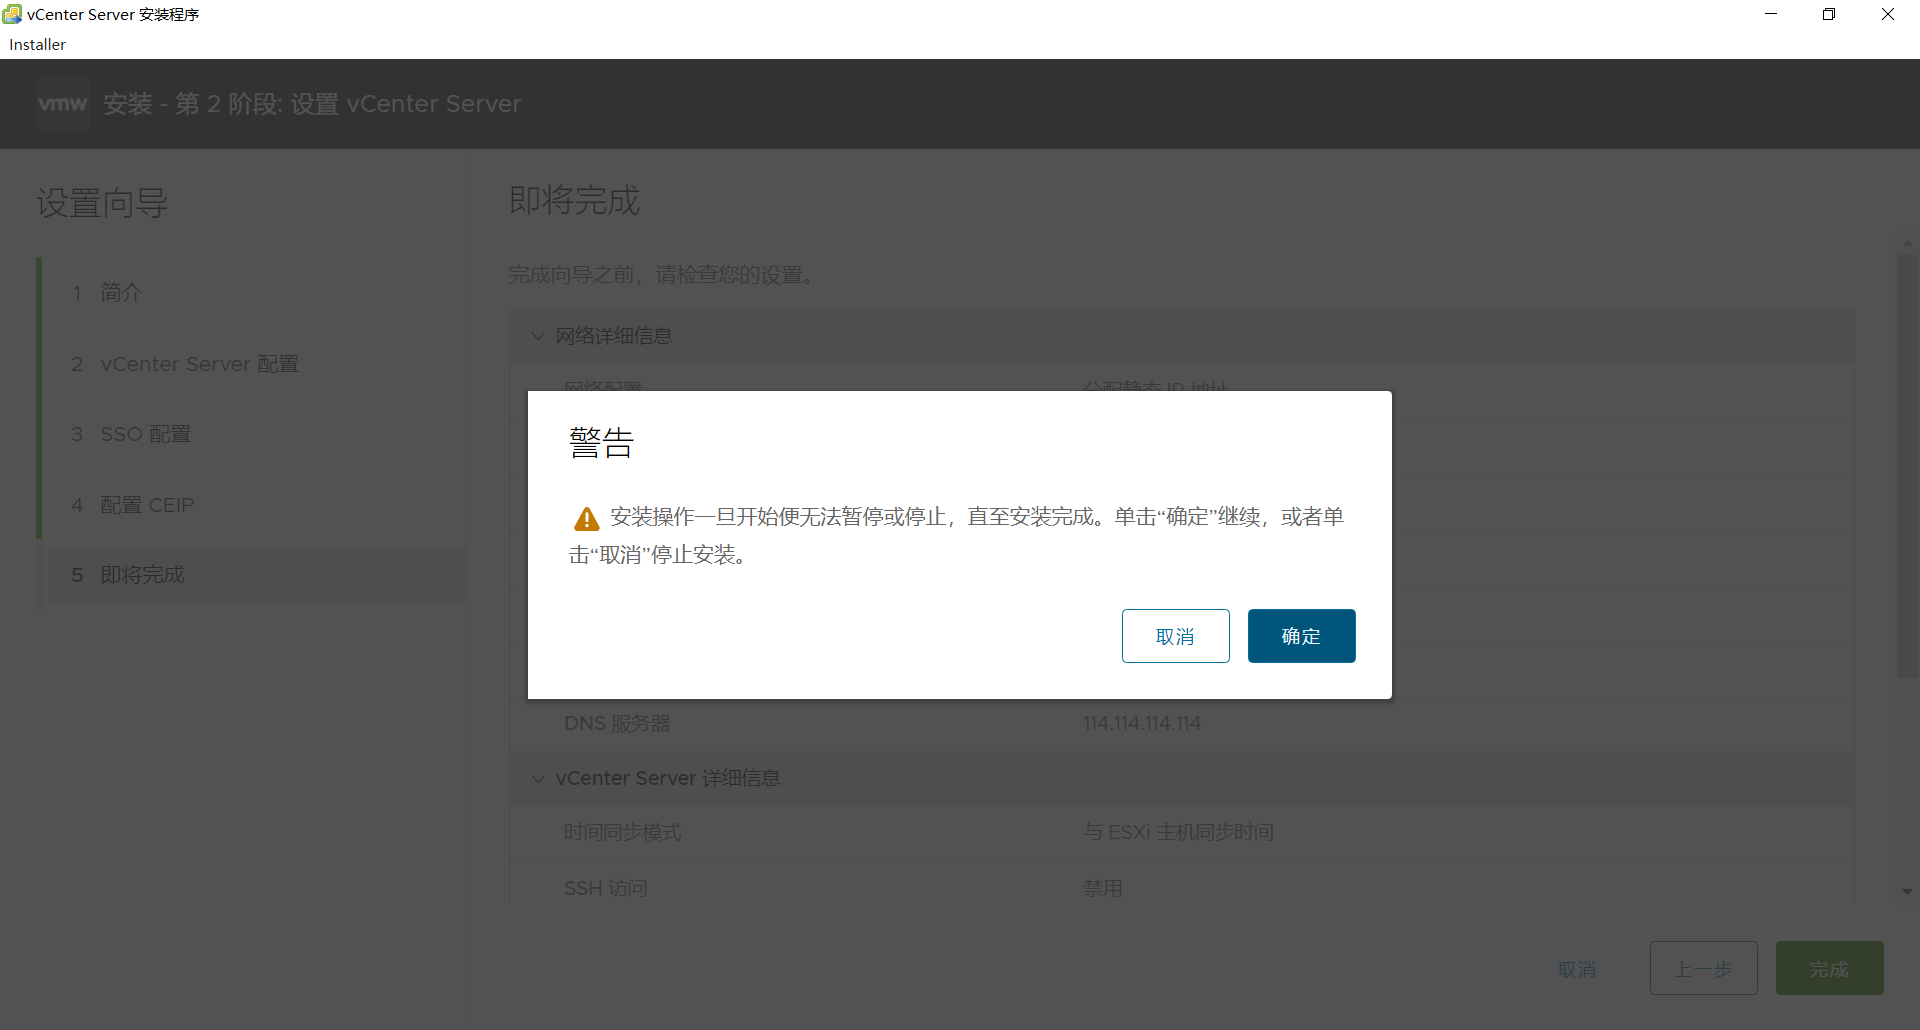 vCenter Server 安装程序
Installer
vmw 安装 - 第 2 阶段: 设置 vCenter Server
设置向导
1 简介
2 vCenter Server 配置
3 SSO 配置
4 配置 CEIP
5 即将完成
即将完成
完成向导之前，请检查您的设置。
网络详细信息
网络配置 分配静态 IP 地址
警告
安装操作一旦开始便无法暂停或停止，直至安装完成。单击“确定”继续，或者单
击“取消”停止安装。
取消 确定
DNS 服务器 114.114.114.114
vCenter Server 详细信息
时间同步模式 与 ESXi 主机同步时间
SSH 访问 禁用
取消 上一步 完成